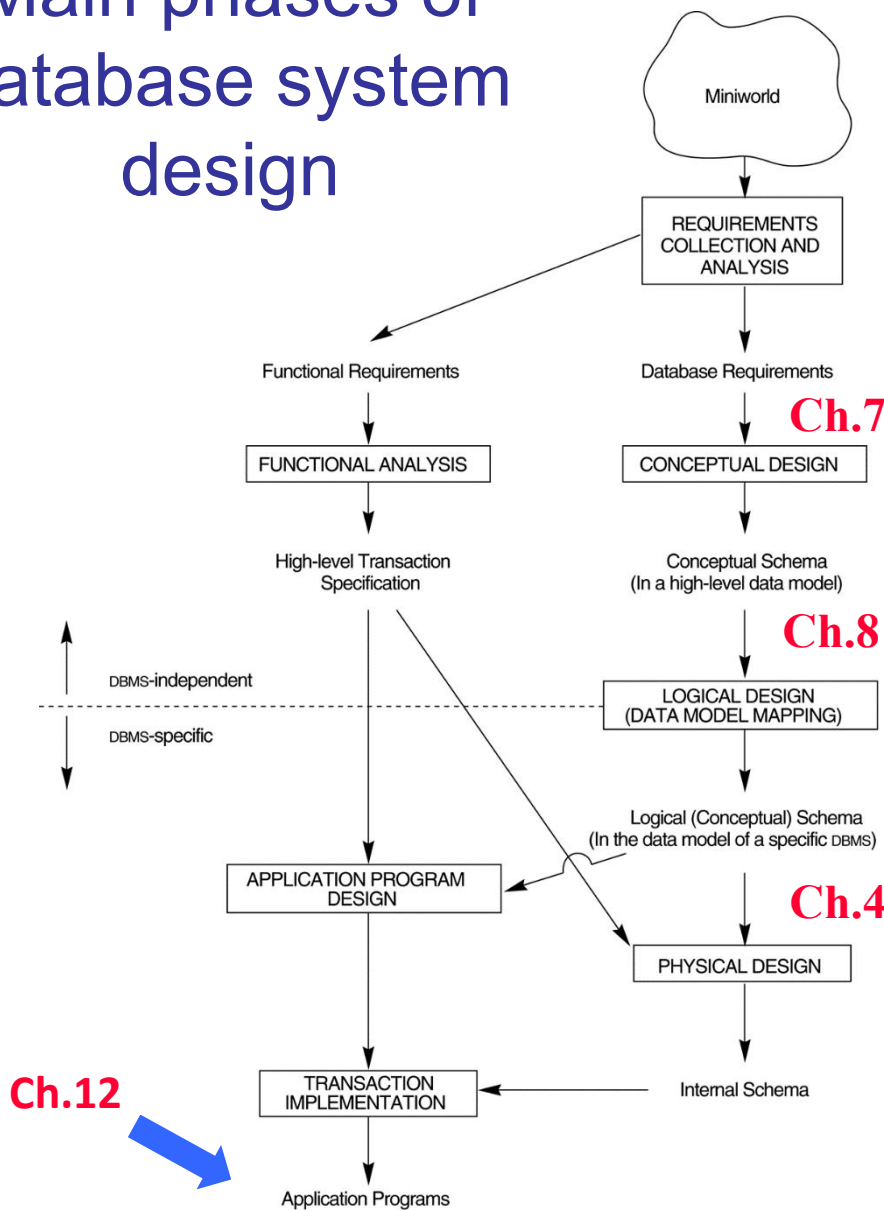 Main phases of
atabase system
design
Miniworld
REQUIREMENTS
COLLECTION AND
ANALYSIS
Functional Requirements
Database Requirements
Ch.7
FUNCTIONAL ANALYSIS
CONCEPTUAL DESIGN
High-level Transaction
Specification
Conceptual Schema
(In a high-level data model)
Ch.8
DBMS-independent
LOGICAL DESIGN
(DATA MODEL MAPPING)
DBMS-specific
Logical (Conceptual) Schema
(In the data model of a specific DBMS)
APPLICATION PROGRAM
DESIGN
Ch.4
PHYSICAL DESIGN
Ch.12
TRANSACTION
IMPLEMENTATION
Internal Schema
Application Programs